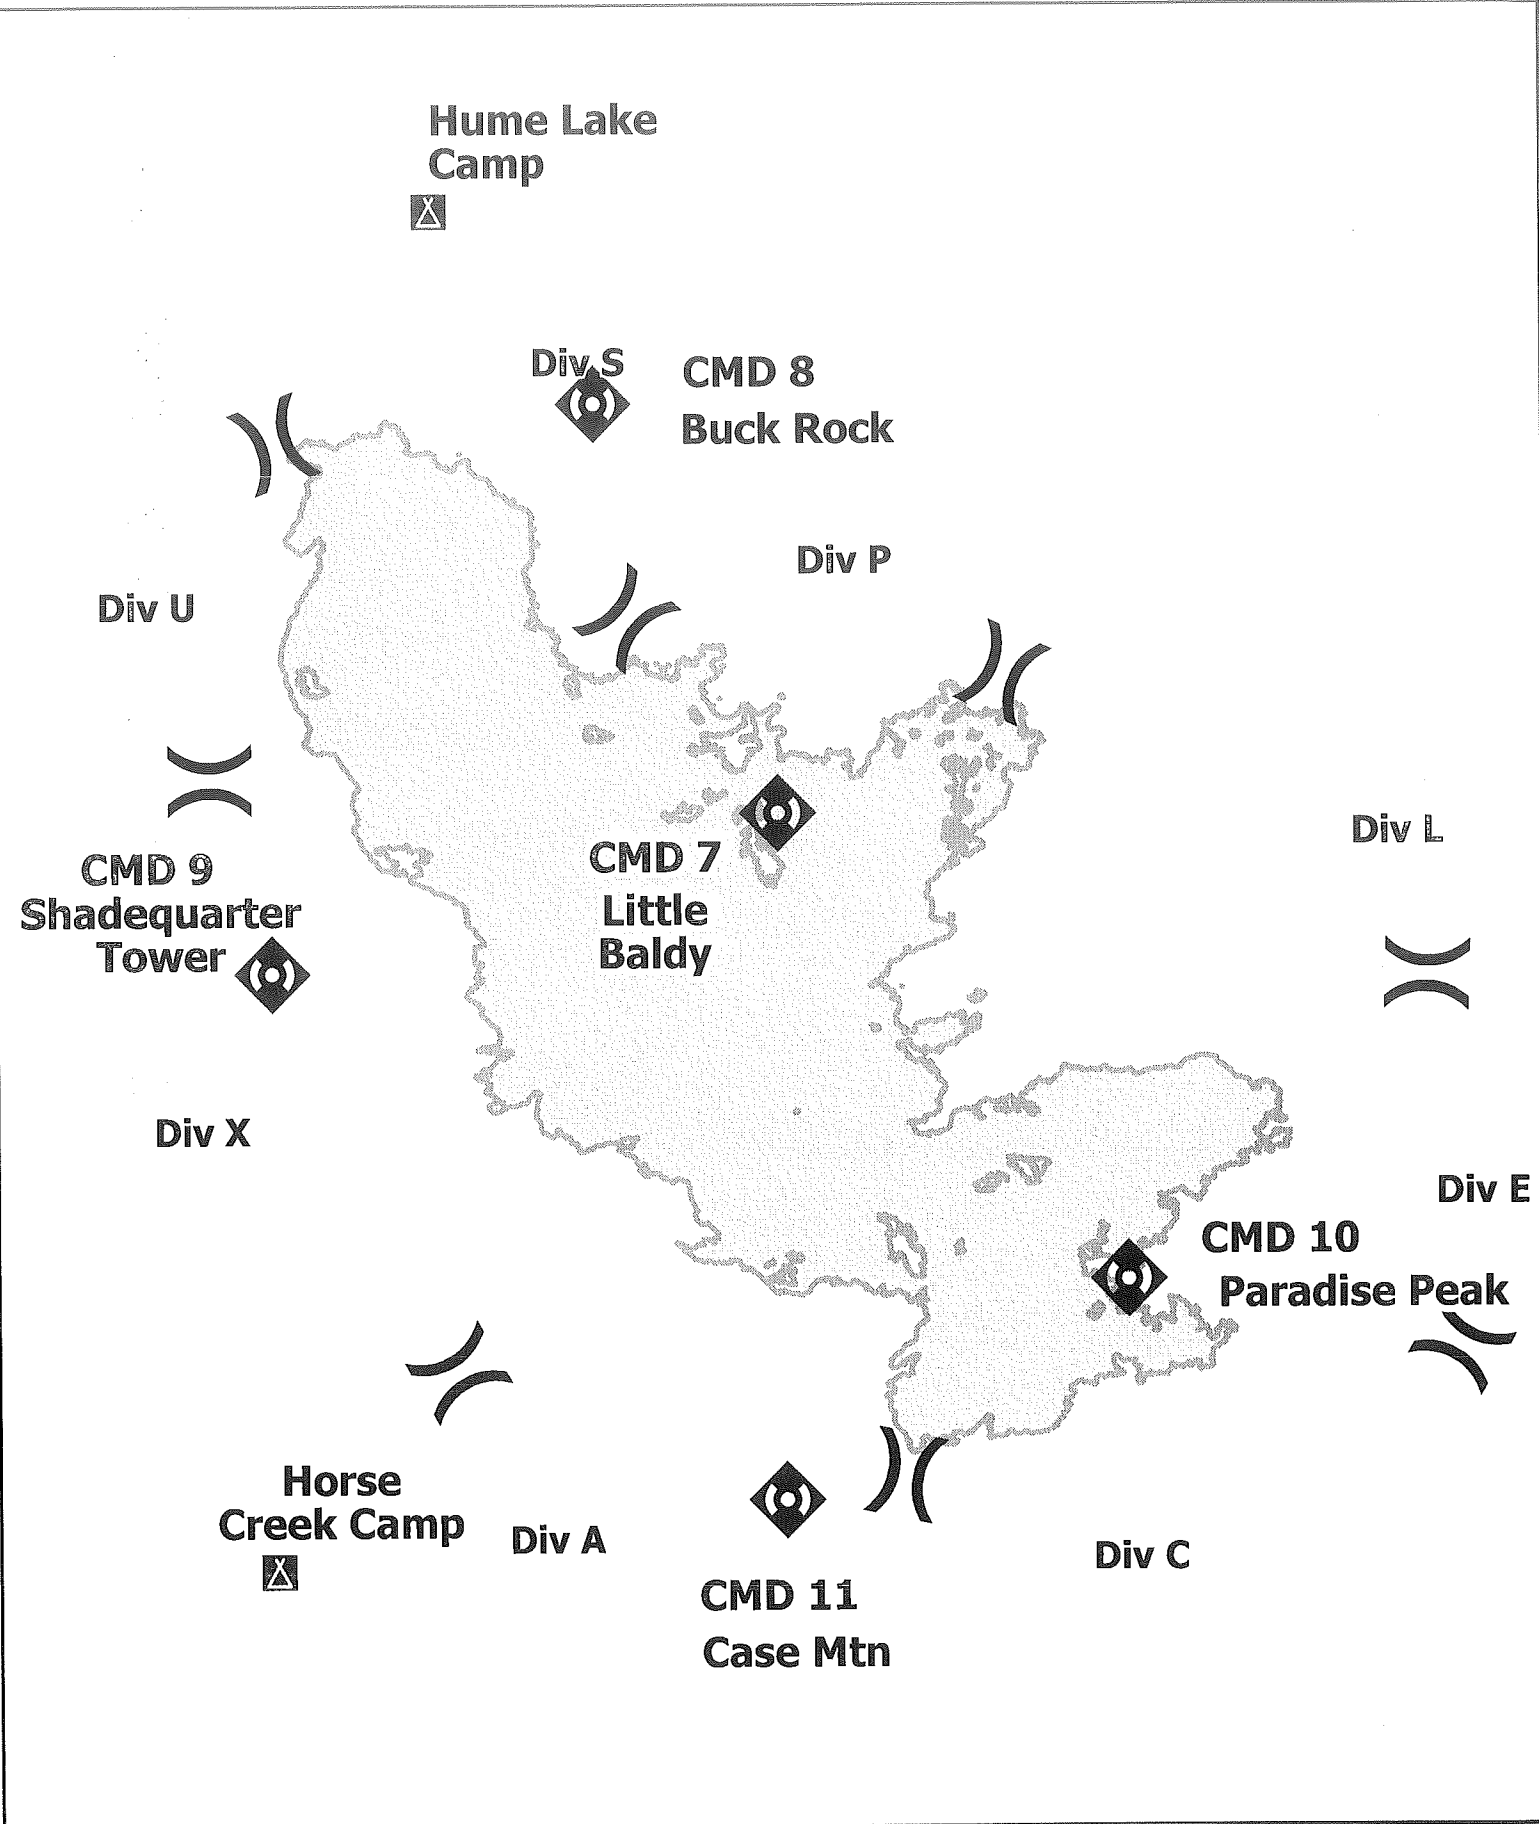 Hume Lake
Camp
Div S
CMD 8
Buck Rock
Div P
Div U
Div L
CMD 9
Shadequarter
Tower
CMD 7
Little
Baldy
Div X
Div E
CMD 10
Paradise Peak
Horse
Creek Camp
Div A
CMD 11
Case Mtn
Div C